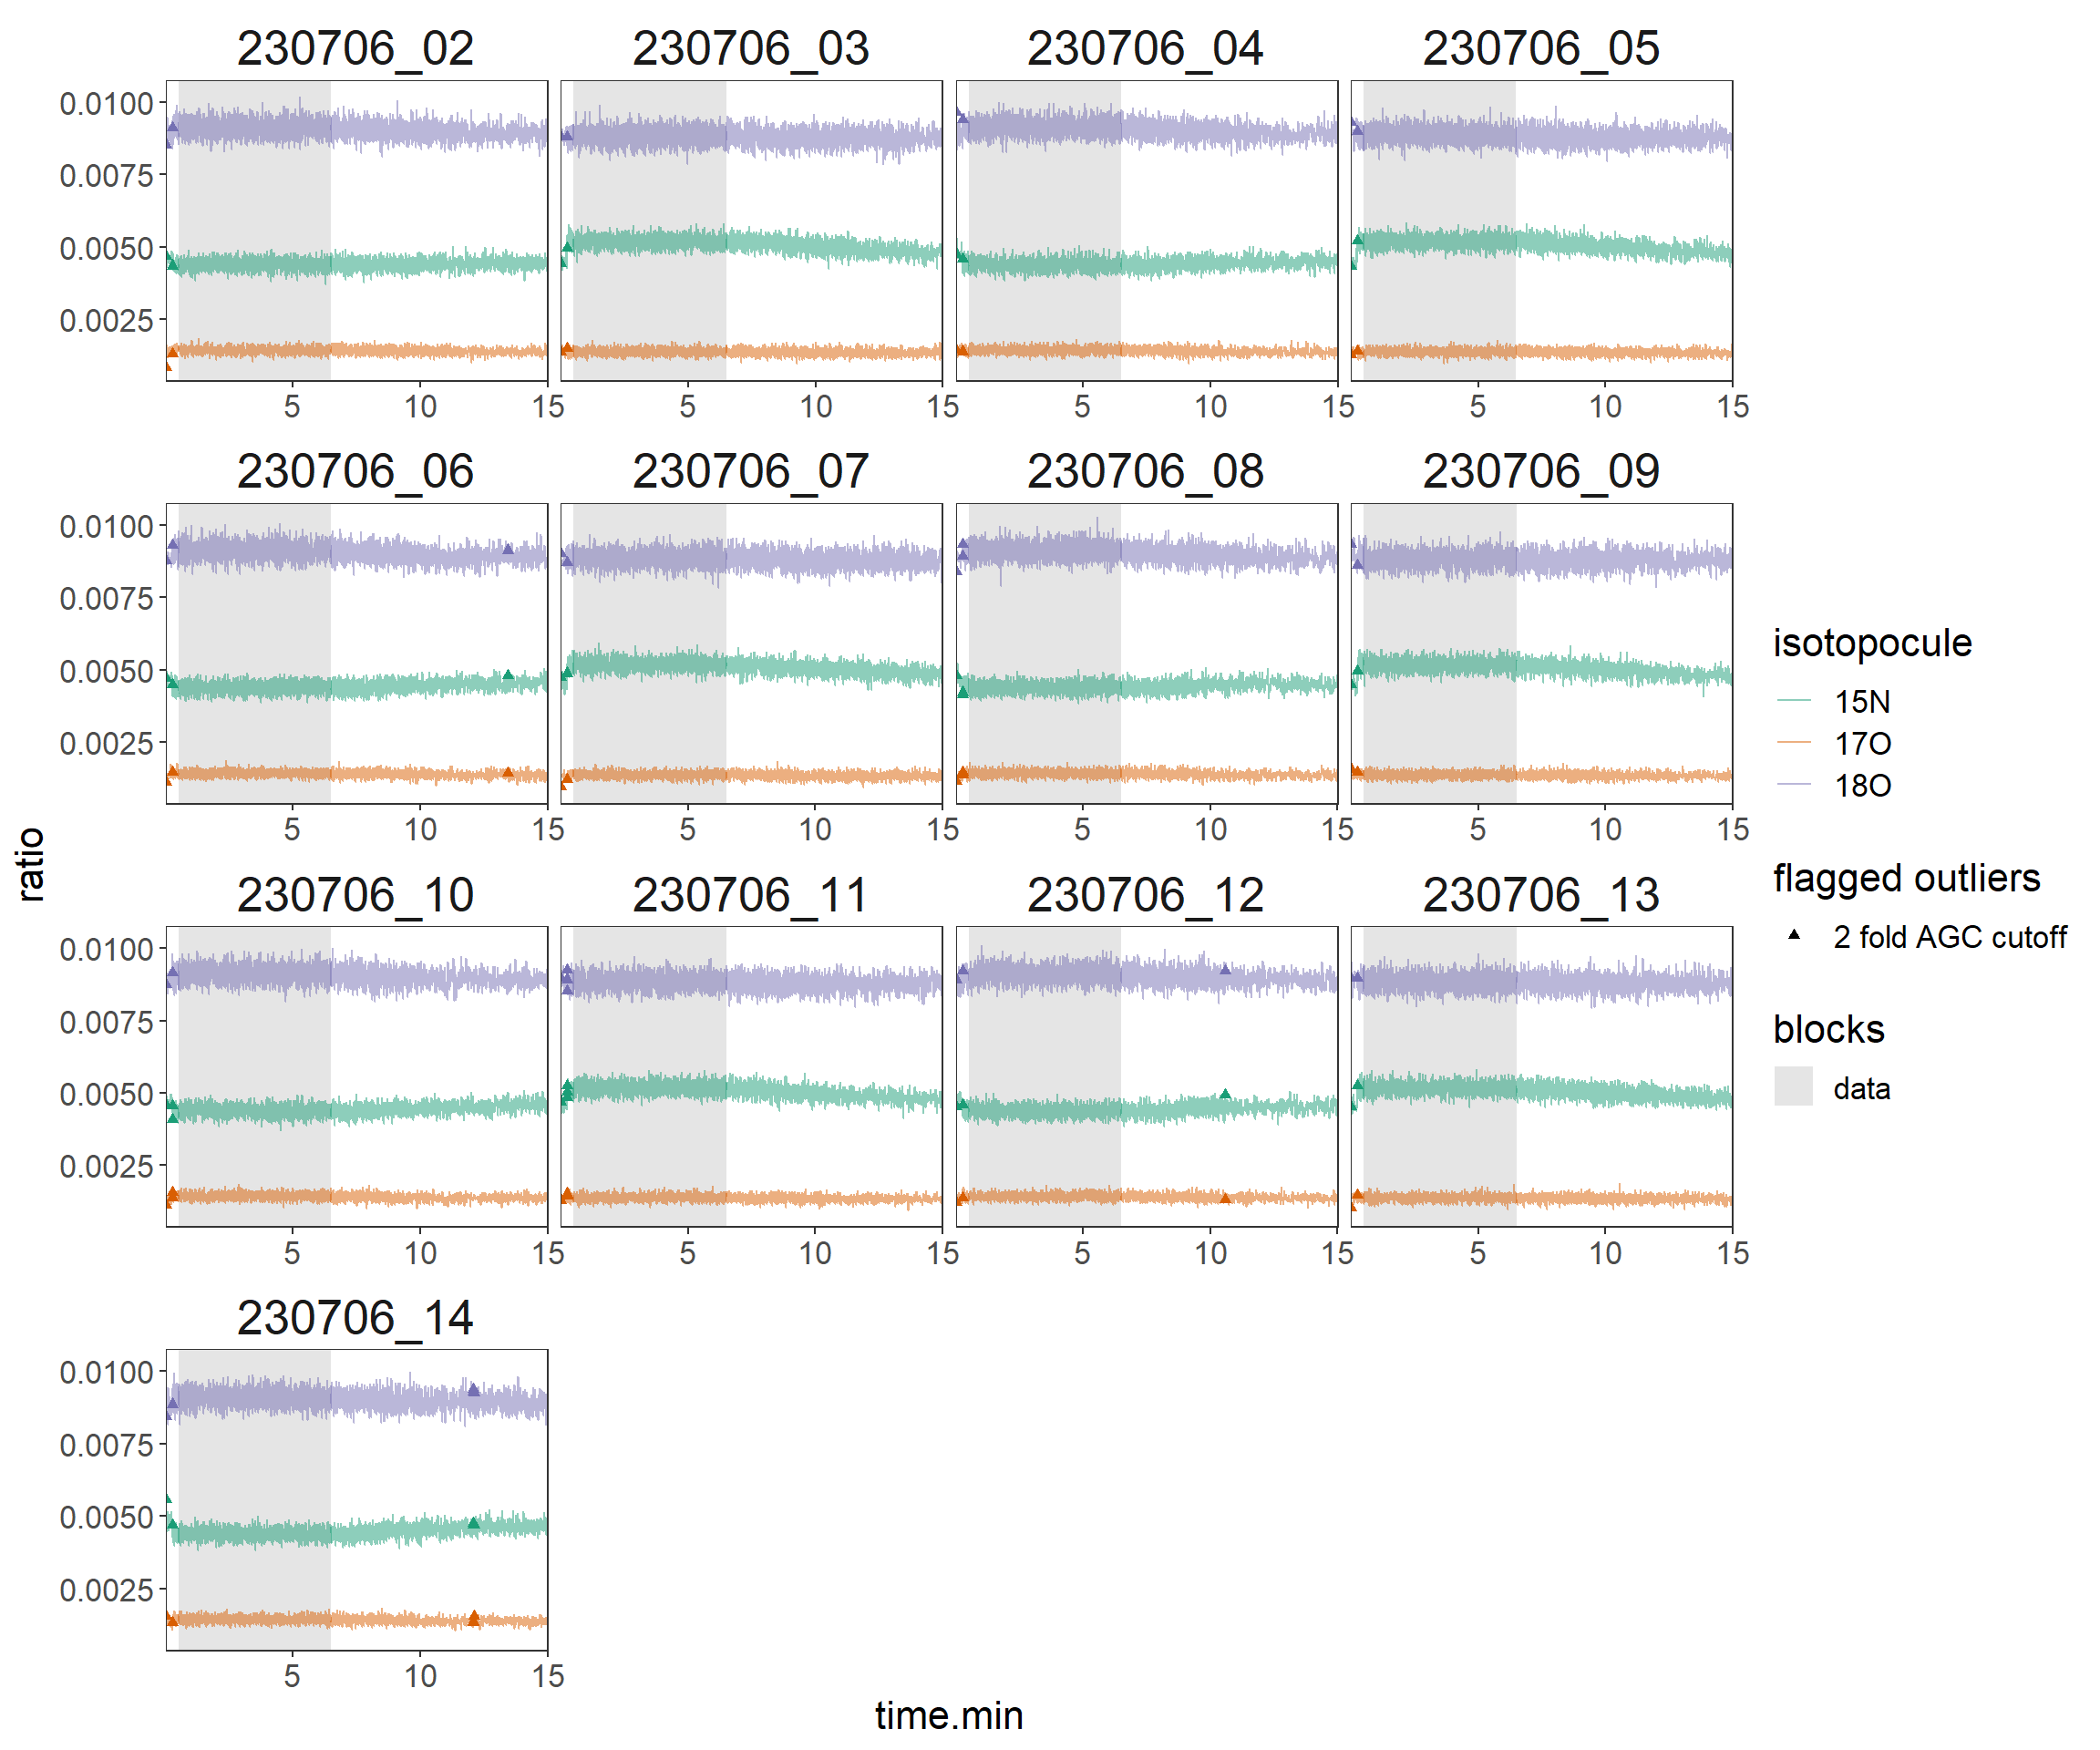 230706_02 230706_03 230706_04 230706_05
0.0100
0.0075
0.0050
0.0025
5 10 15 5 10 15 5 10 15 5 10 15
230706_06 230706_07 230706_08 230706_09
0.0100
0.0075
0.0050
0.0025
5 10 15 5 10 15 5 10 15 5 10 15
230706_10 230706_11 230706_12 230706_13
0.0100
0.0075
0.0050
0.0025
5 10 15 5 10 15 5 10 15 5 10 15
230706_14
0.0100
0.0075
0.0050
0.0025
5 10 15
time.min
ratio
isotopocule
15N
17O
18O
flagged outliers
2 fold AGC cutoff
blocks
data